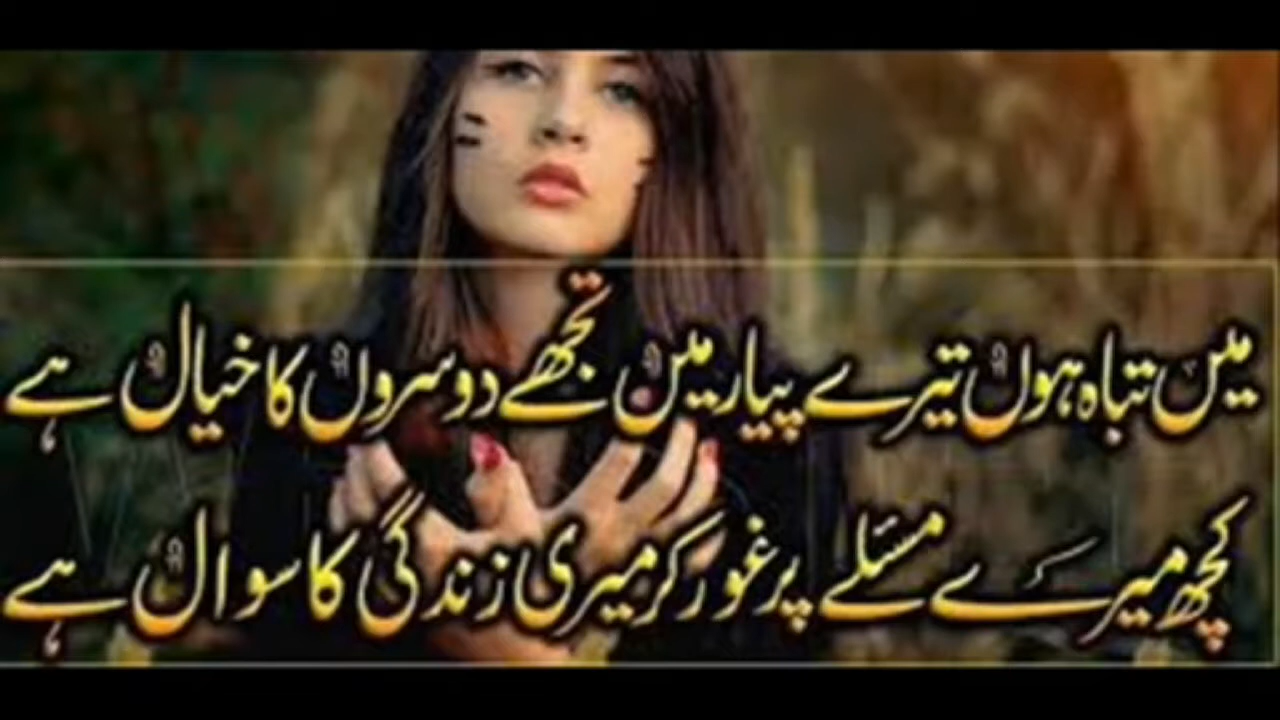 میں تباہ ہوں تیرے پیار میں تجھے دوسروں کا خیال ہے
کچھ میرے مسئلے پر غور کر میری زندگی کا سوال ہے